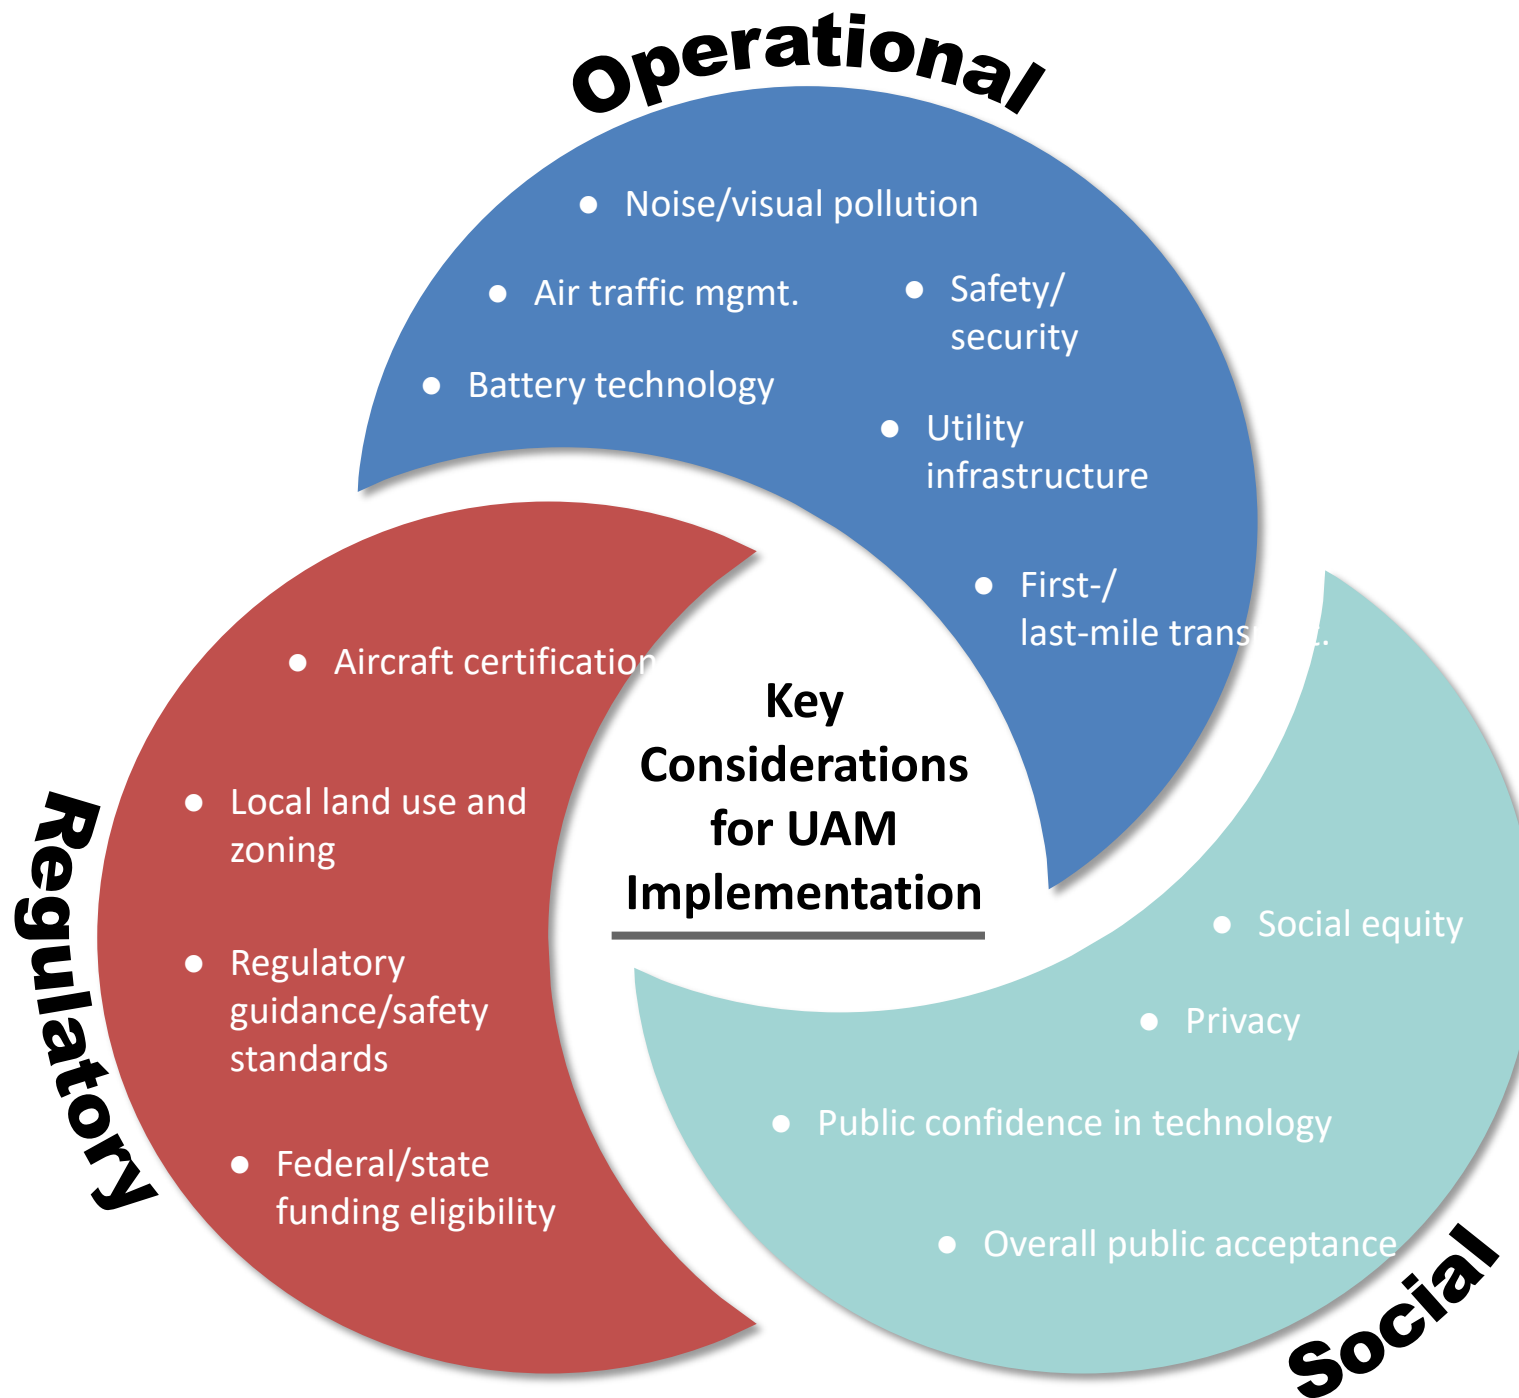 Operational
Noise/visual pollution
Air traffic mgmt.
Battery technology
Safety/
security
Utility
infrastructure
First-/
last-mile
Regulatory
Aircraft certification
Local land use and
zoning
Regulatory
guidance/safety
standards
Federal/state
funding eligibility
Key
Considerations
for UAM
Implementation
Social equity
Privacy
Public confidence in technology
Overall public acceptance
Social